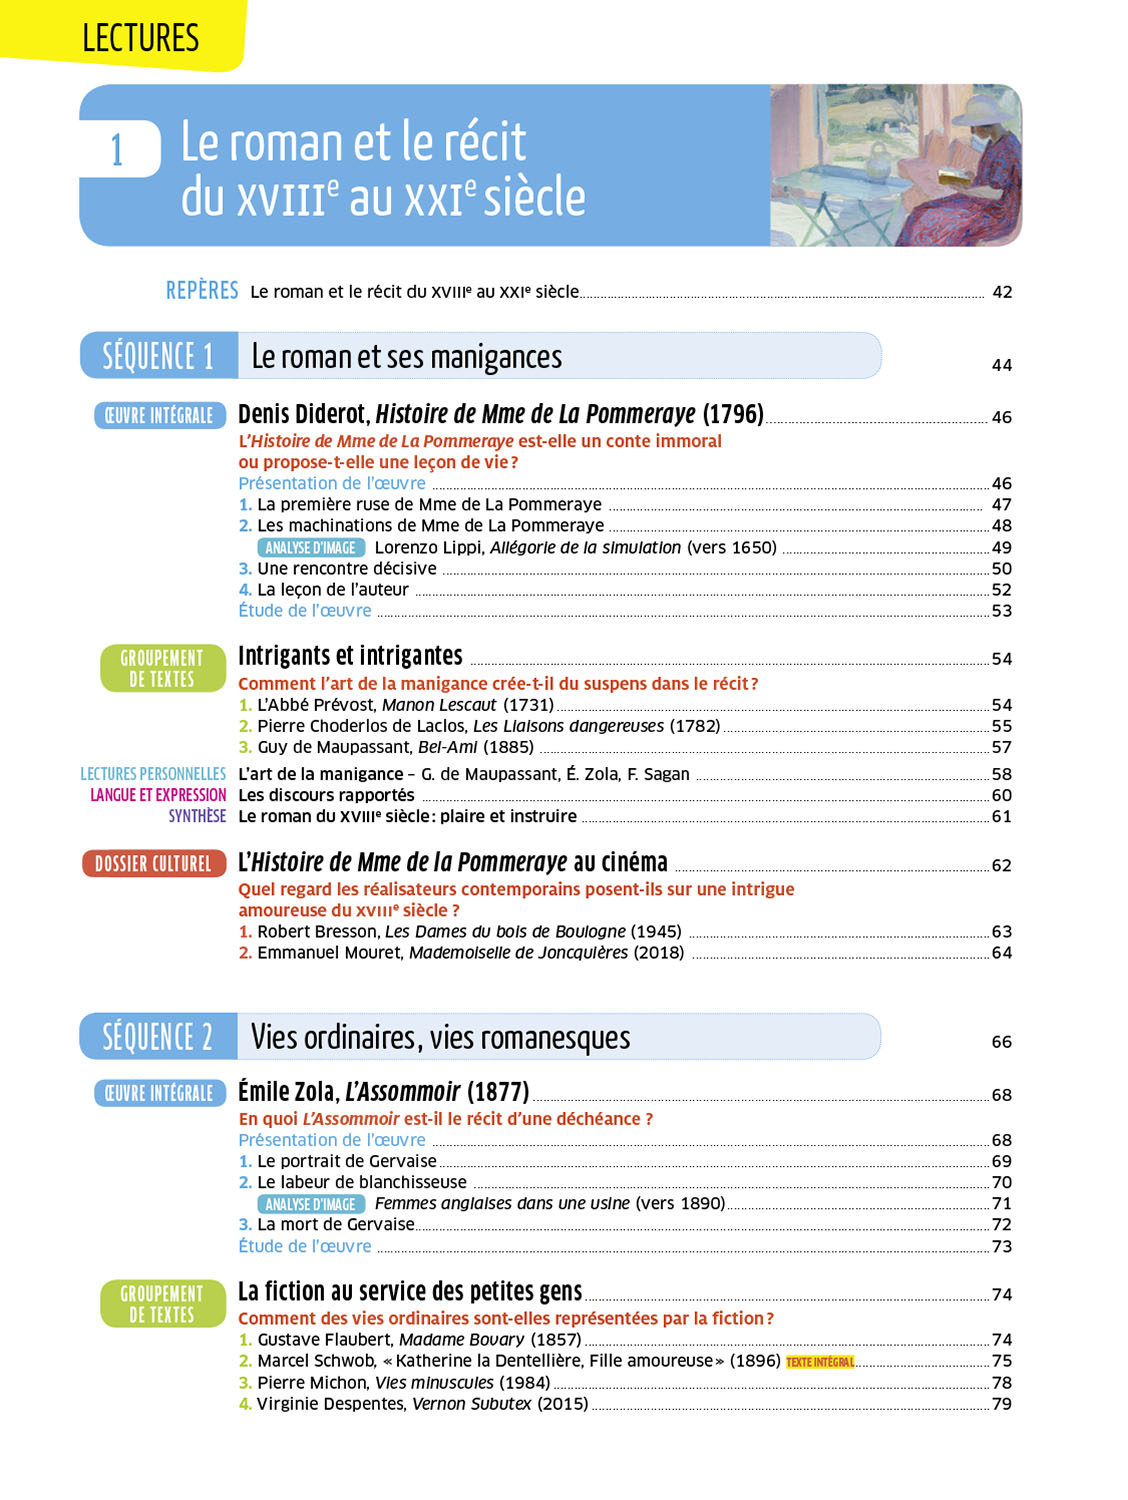 LECTURES
1
Le roman et le récit
du XVIIIe au XXIe siècle
REPÈRES Le roman et le récit du XVIIIe au XXIe siècle 42
SÉQUENCE 1 Le roman et ses manigances 44
ŒUVRE INTÉGRALE Denis Diderot, Histoire de Mme de La Pommeraye (1796) 46
L’Histoire de Mme de La Pommeraye est-elle un conte immoral
ou propose-t-elle une leçon de vie ?
Présentation de l’œuvre 46
1. La première ruse de Mme de La Pommeraye 47
2. Les machinations de Mme de La Pommeraye 48
ANALYSE D’IMAGE Lorenzo Lippi, Allégorie de la simulation (vers 1650) 49
3. Une rencontre décisive 50
4. La leçon de l’auteur 52
Étude de l’œuvre 53
GROUPEMENT DE TEXTES Intrigants et intrigantes 54
Comment l’art de la manigance crée-t-il du suspens dans le récit ?
1. L’Abbé Prévost, Manon Lescaut (1731) 54
2. Pierre Choderlos de Laclos, Les Liaisons dangereuses (1782) 55
3. Guy de Maupassant, Bel-Ami (1885) 57
LECTURES PERSONNELLES L’art de la manigance – G. de Maupassant, É. Zola, F. Sagan 58
LANGUE ET EXPRESSION Les discours rapportés 60
SYNTHÈSE Le roman du XVIIIe siècle : plaire et instruire 61
DOSSIER CULTUREL L’Histoire de Mme de la Pommeraye au cinéma 62
Quel regard les réalisateurs contemporains posent-ils sur une intrigue
amoureuse du XVIIIe siècle ?
1. Robert Bresson, Les Dames du bois de Boulogne (1945) 63
2. Emmanuel Mouret, Mademoiselle de Joncquières (2018) 64
SÉQUENCE 2 Vies ordinaires, vies romanesques 66
ŒUVRE INTÉGRALE Émile Zola, L’Assommoir (1877) 68
En quoi L’Assommoir est-il le récit d’une déchéance ?
Présentation de l’œuvre 68
1. Le portrait de Gervaise 69
2. Le labeur de blanchisseuse 70
ANALYSE D’IMAGE Femmes anglaises dans une usine (vers 1890) 71
3. La mort de Gervaise 72
Étude de l’œuvre 73
GROUPEMENT DE TEXTES La fiction au service des petites gens 74
Comment des vies ordinaires sont-elles représentées par la fiction ?
1. Gustave Flaubert, Madame Bovary (1857) 74
2. Marcel Schwob, « Katherine la Dentellière, Fille amoureuse » (1896) TEXTE INTÉGRAL 75
3. Pierre Michon, Vies minuscules (1984) 78
4. Virginie Despentes, Vernon Subutex (2015) 79